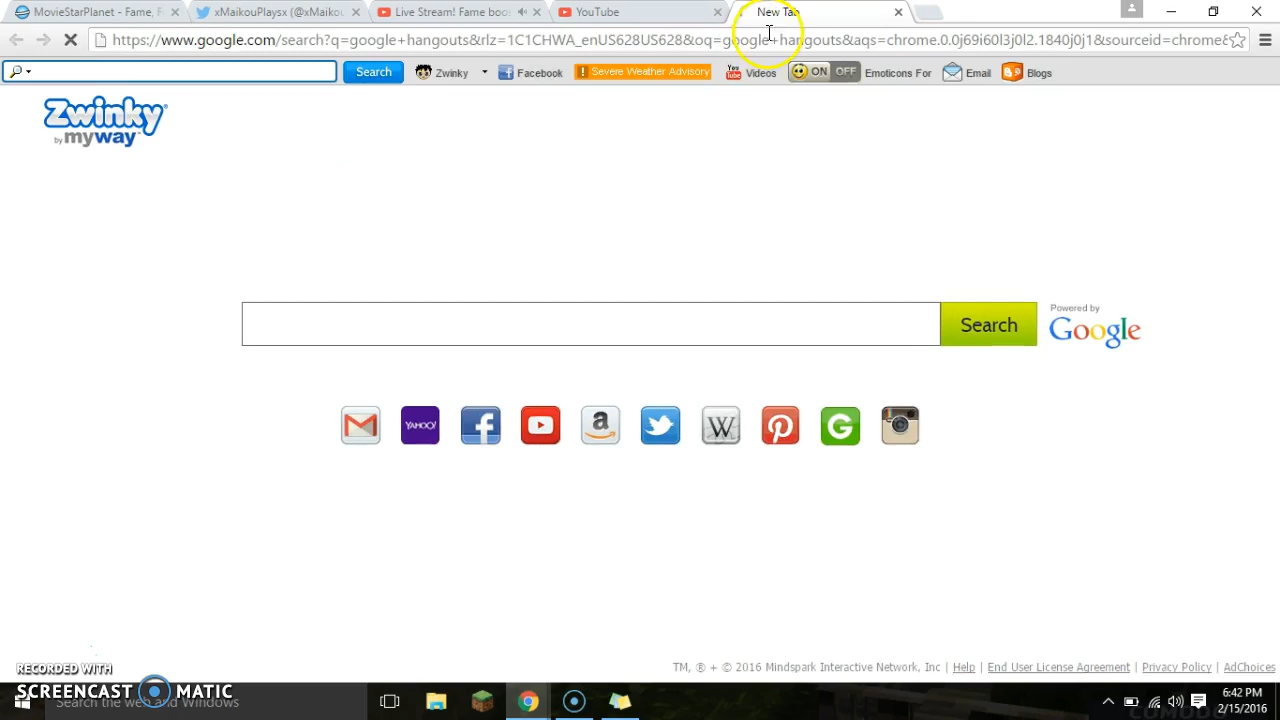 MovieStarPlanet - Fame, F
xMaikouPlaysx (@xMaikou
Live Stream! Fame boos
YouTube
New Tab
https://www.google.com/search?q=google+hangouts&rlz=1C1CHWA_enUS628US628&oq=google+hangouts&aqs=chrome.0.0j69i60l3j0l2.1840j0j1&sourceid=chrome&
Search Zwinky Facebook Severe Weather Advisory You Tube Videos ON OFF Emoticons For Email Blogs
Zwinky
by myway
Search
Powered by
Google
YAHOO!
TM, ® + © 2016 Mindspark Interactive Network, Inc | Help | End User License Agreement | Privacy Policy | AdChoices
RECORDED WITH
SCREENCAST MATIC
Search the web and Windows
6:42 PM
2/15/2016